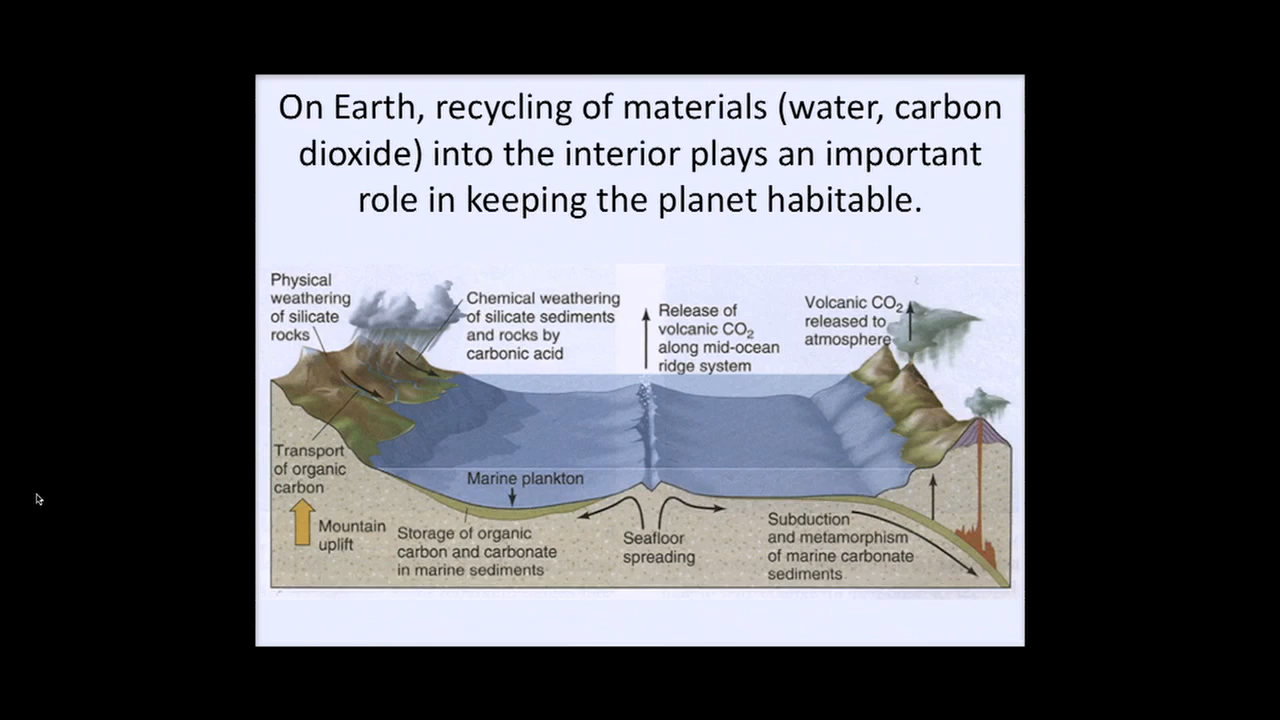 On Earth, recycling of materials (water, carbon
dioxide) into the interior plays an important
role in keeping the planet habitable.
Physical
weathering
of silicate
rocks
Chemical weathering
of silicate sediments
and rocks by
carbonic acid
Release of
volcanic CO2
along mid-ocean
ridge system
Volcanic CO2
released to
atmosphere
Transport
of organic
carbon
Marine plankton
Mountain
uplift
Storage of organic
carbon and carbonate
in marine sediments
Seafloor
spreading
Subduction
and metamorphism
of marine carbonate
sediments